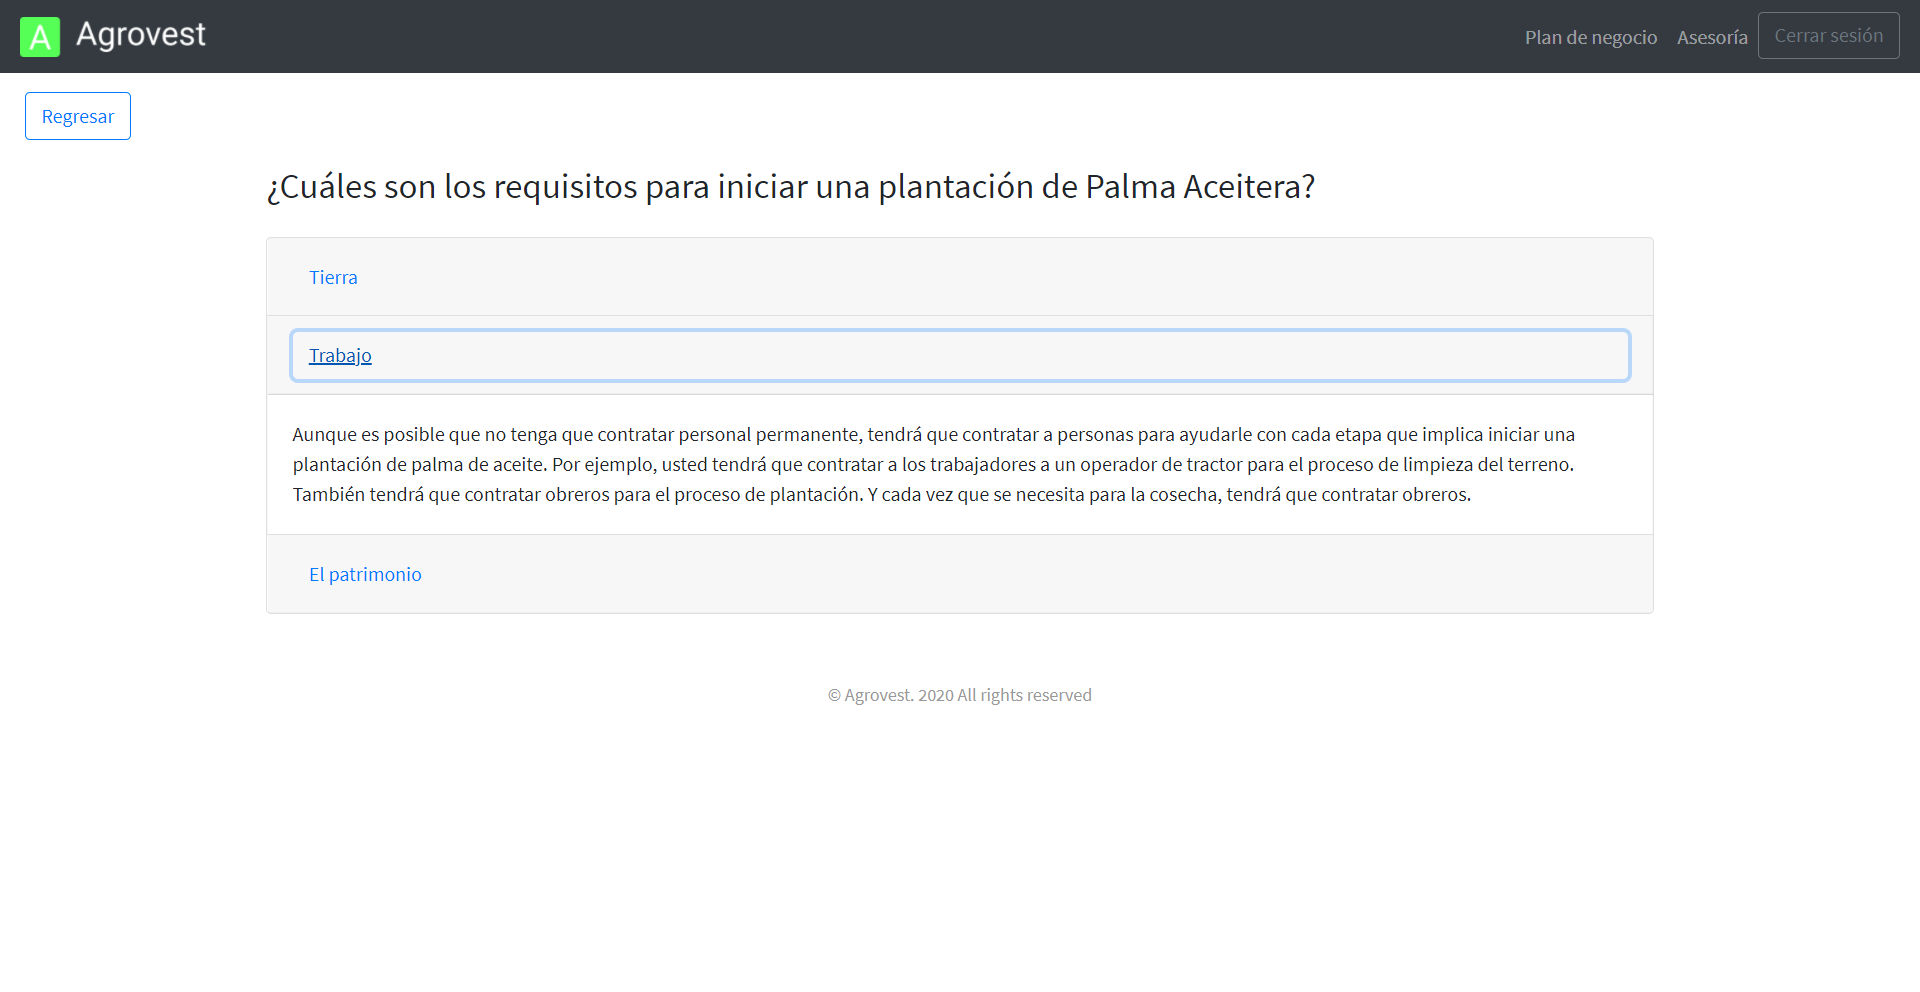 A Agrovest
Plan de negocio Asesoría Cerrar sesión
Regresar
¿Cuáles son los requisitos para iniciar una plantación de Palma Aceitera?
Tierra
Trabajo
Aunque es posible que no tenga que contratar personal permanente, tendrá que contratar a personas para ayudarle con cada etapa que implica iniciar una
plantación de palma de aceite. Por ejemplo, usted tendrá que contratar a los trabajadores a un operador de tractor para el proceso de limpieza del terreno.
También tendrá que contratar obreros para el proceso de plantación. Y cada vez que se necesita para la cosecha, tendrá que contratar obreros.
El patrimonio
© Agrovest. 2020 All rights reserved